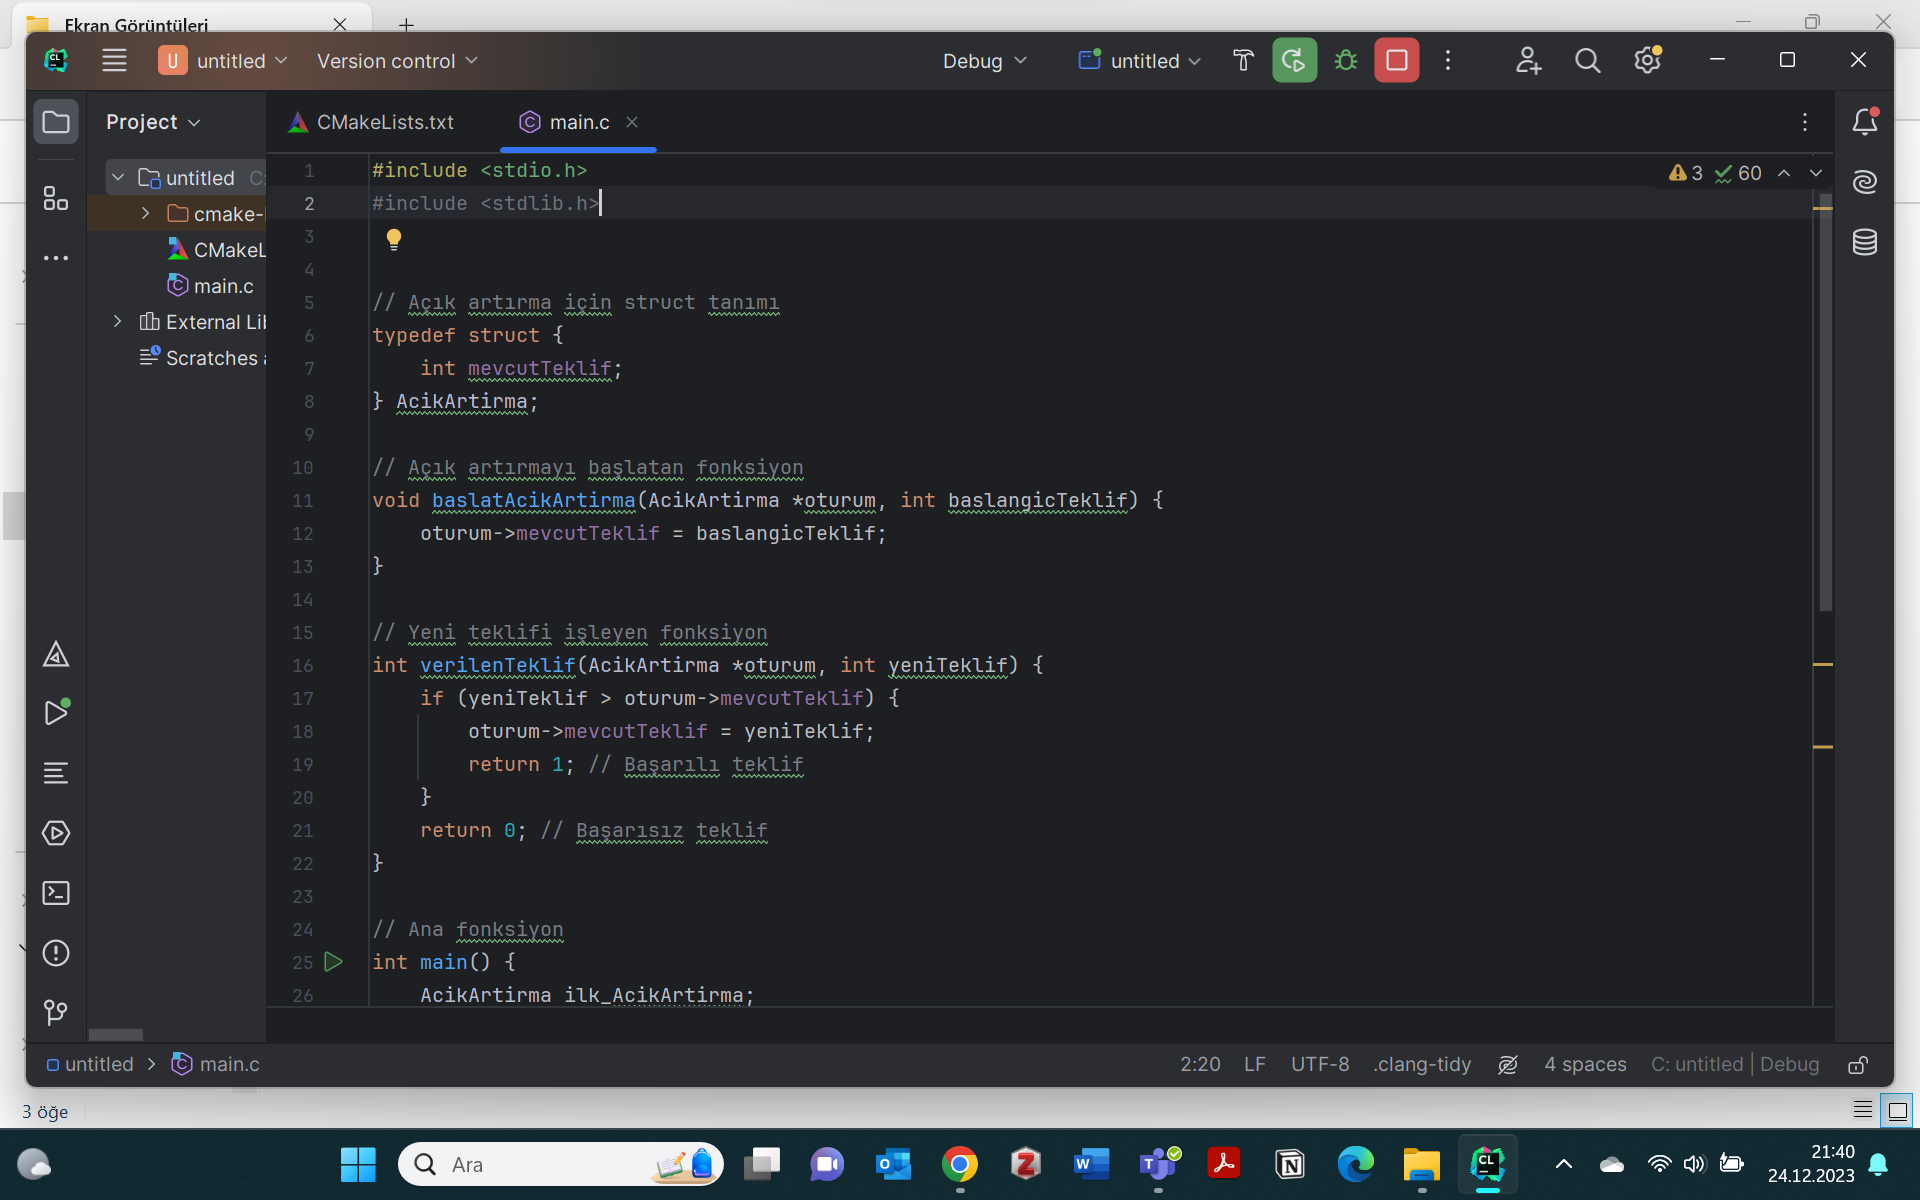 Ekran Görüntüleri
U untitled
Version control
Debug
untitled
Project
CMakeLists.txt
main.c
untitled C:
cmake-
CMakeL
main.c
External Lib
Scratches a
3 60
1 #include <stdio.h>
2 #include <stdlib.h>
3
4
5 // Açık artırma için struct tanımı
6 typedef struct {
7 int mevcutTeklif;
8 } AcikArtirma;
9
10 // Açık artırmayı başlatan fonksiyon
11 void baslatAcikArtirma(AcikArtirma *oturum, int baslangicTeklif) {
12 oturum->mevcutTeklif = baslangicTeklif;
13 }
14
15 // Yeni teklifi işleyen fonksiyon
16 int verilenTeklif(AcikArtirma *oturum, int yeniTeklif) {
17 if (yeniTeklif > oturum->mevcutTeklif) {
18 oturum->mevcutTeklif = yeniTeklif;
19 return 1; // Başarılı teklif
20 }
21 return 0; // Başarısız teklif
22 }
23
24 // Ana fonksiyon
25 int main() {
26 AcikArtirma ilk_AcikArtirma;
untitled > main.c
2:20 LF UTF-8 .clang-tidy 4 spaces C: untitled | Debug
3 öğe
Ara
21:40
24.12.2023